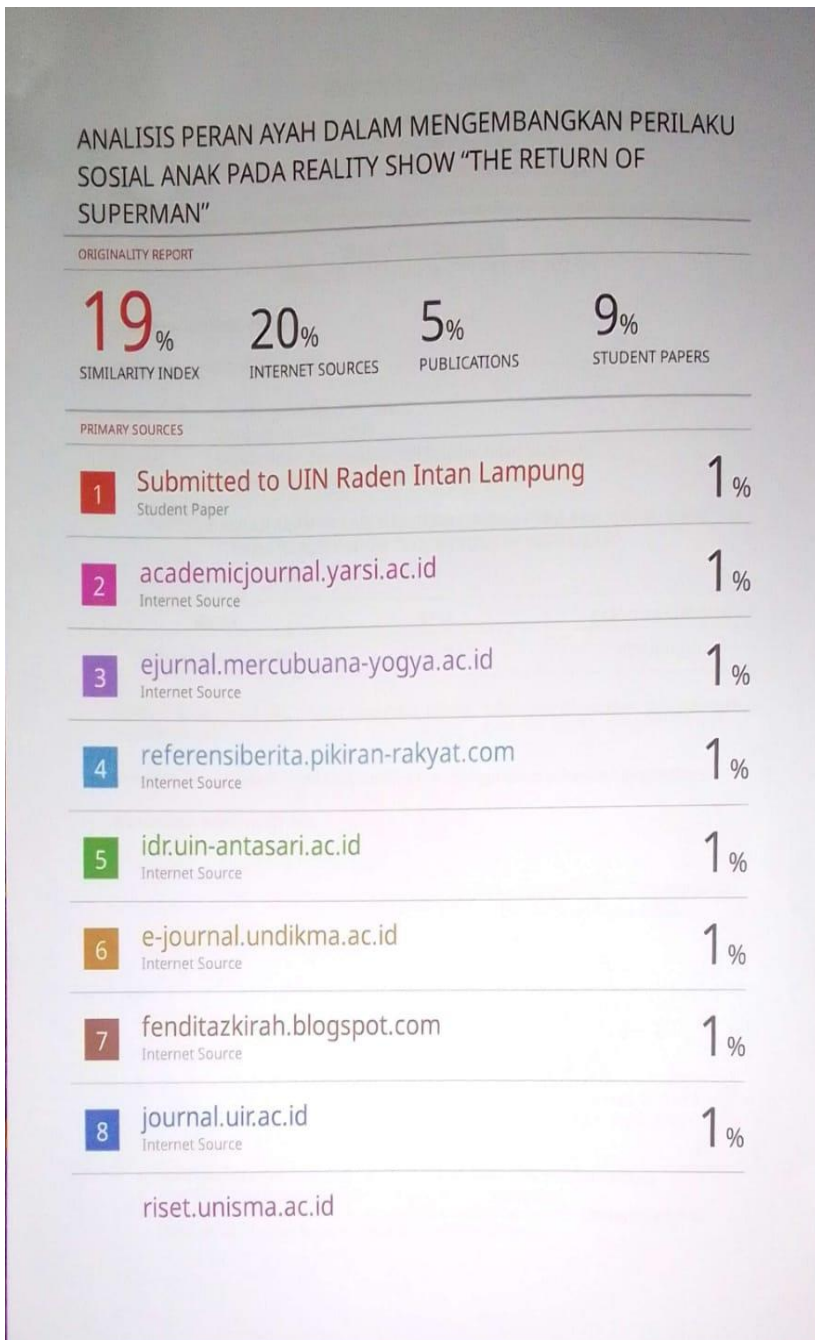 ANALISIS PERAN AYAH DALAM MENGEMBANGKAN PERILAKU
SOSIAL ANAK PADA REALITY SHOW “THE RETURN OF
SUPERMAN”
ORIGINALITY REPORT
19% 20% 5% 9%
SIMILARITY INDEX INTERNET SOURCES PUBLICATIONS STUDENT PAPERS
PRIMARY SOURCES
1 Submitted to UIN Raden Intan Lampung 1%
Student Paper
2 academicjournal.yarsi.ac.id 1%
Internet Source
3 ejurnal.mercubuana-yogya.ac.id 1%
Internet Source
4 referensiberita.pikiran-rakyat.com 1%
Internet Source
5 idr.uin-antasari.ac.id 1%
Internet Source
6 e-journal.undikma.ac.id 1%
Internet Source
7 fenditazkirah.blogspot.com 1%
Internet Source
8 journal.uir.ac.id 1%
Internet Source
riset.unisma.ac.id